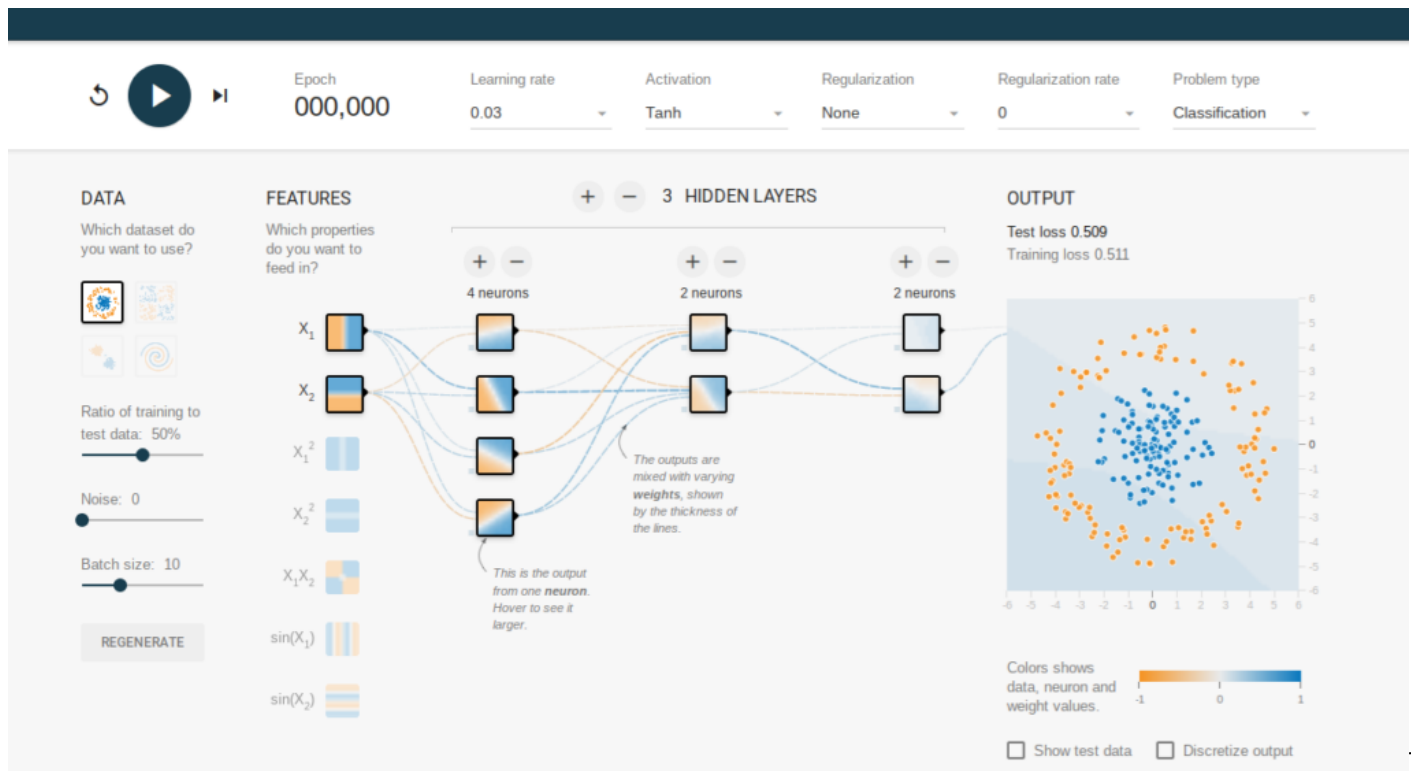 Epoch
000,000
Learning rate
0.03
Activation
Tanh
Regularization
None
Regularization rate
0
Problem type
Classification
DATA
Which dataset do
you want to use?
Ratio of training to
test data: 50%
Noise: 0
Batch size: 10
REGENERATE
FEATURES
Which properties
do you want to
feed in?
X1
X2
X1²
X2²
X1X2
sin(X1)
sin(X2)
+ − 3 HIDDEN LAYERS
+ −
4 neurons
+ −
2 neurons
+ −
2 neurons
The outputs are
mixed with varying
weights, shown
by the thickness of
the lines.
This is the output
from one neuron.
Hover to see it
larger.
OUTPUT
Test loss 0.509
Training loss 0.511
6
5
4
3
2
1
0
-1
-2
-3
-4
-5
-6
-6 -5 -4 -3 -2 -1 0 1 2 3 4 5 6
Colors shows
data, neuron and
weight values.
-1 0 1
Show test data
Discretize output